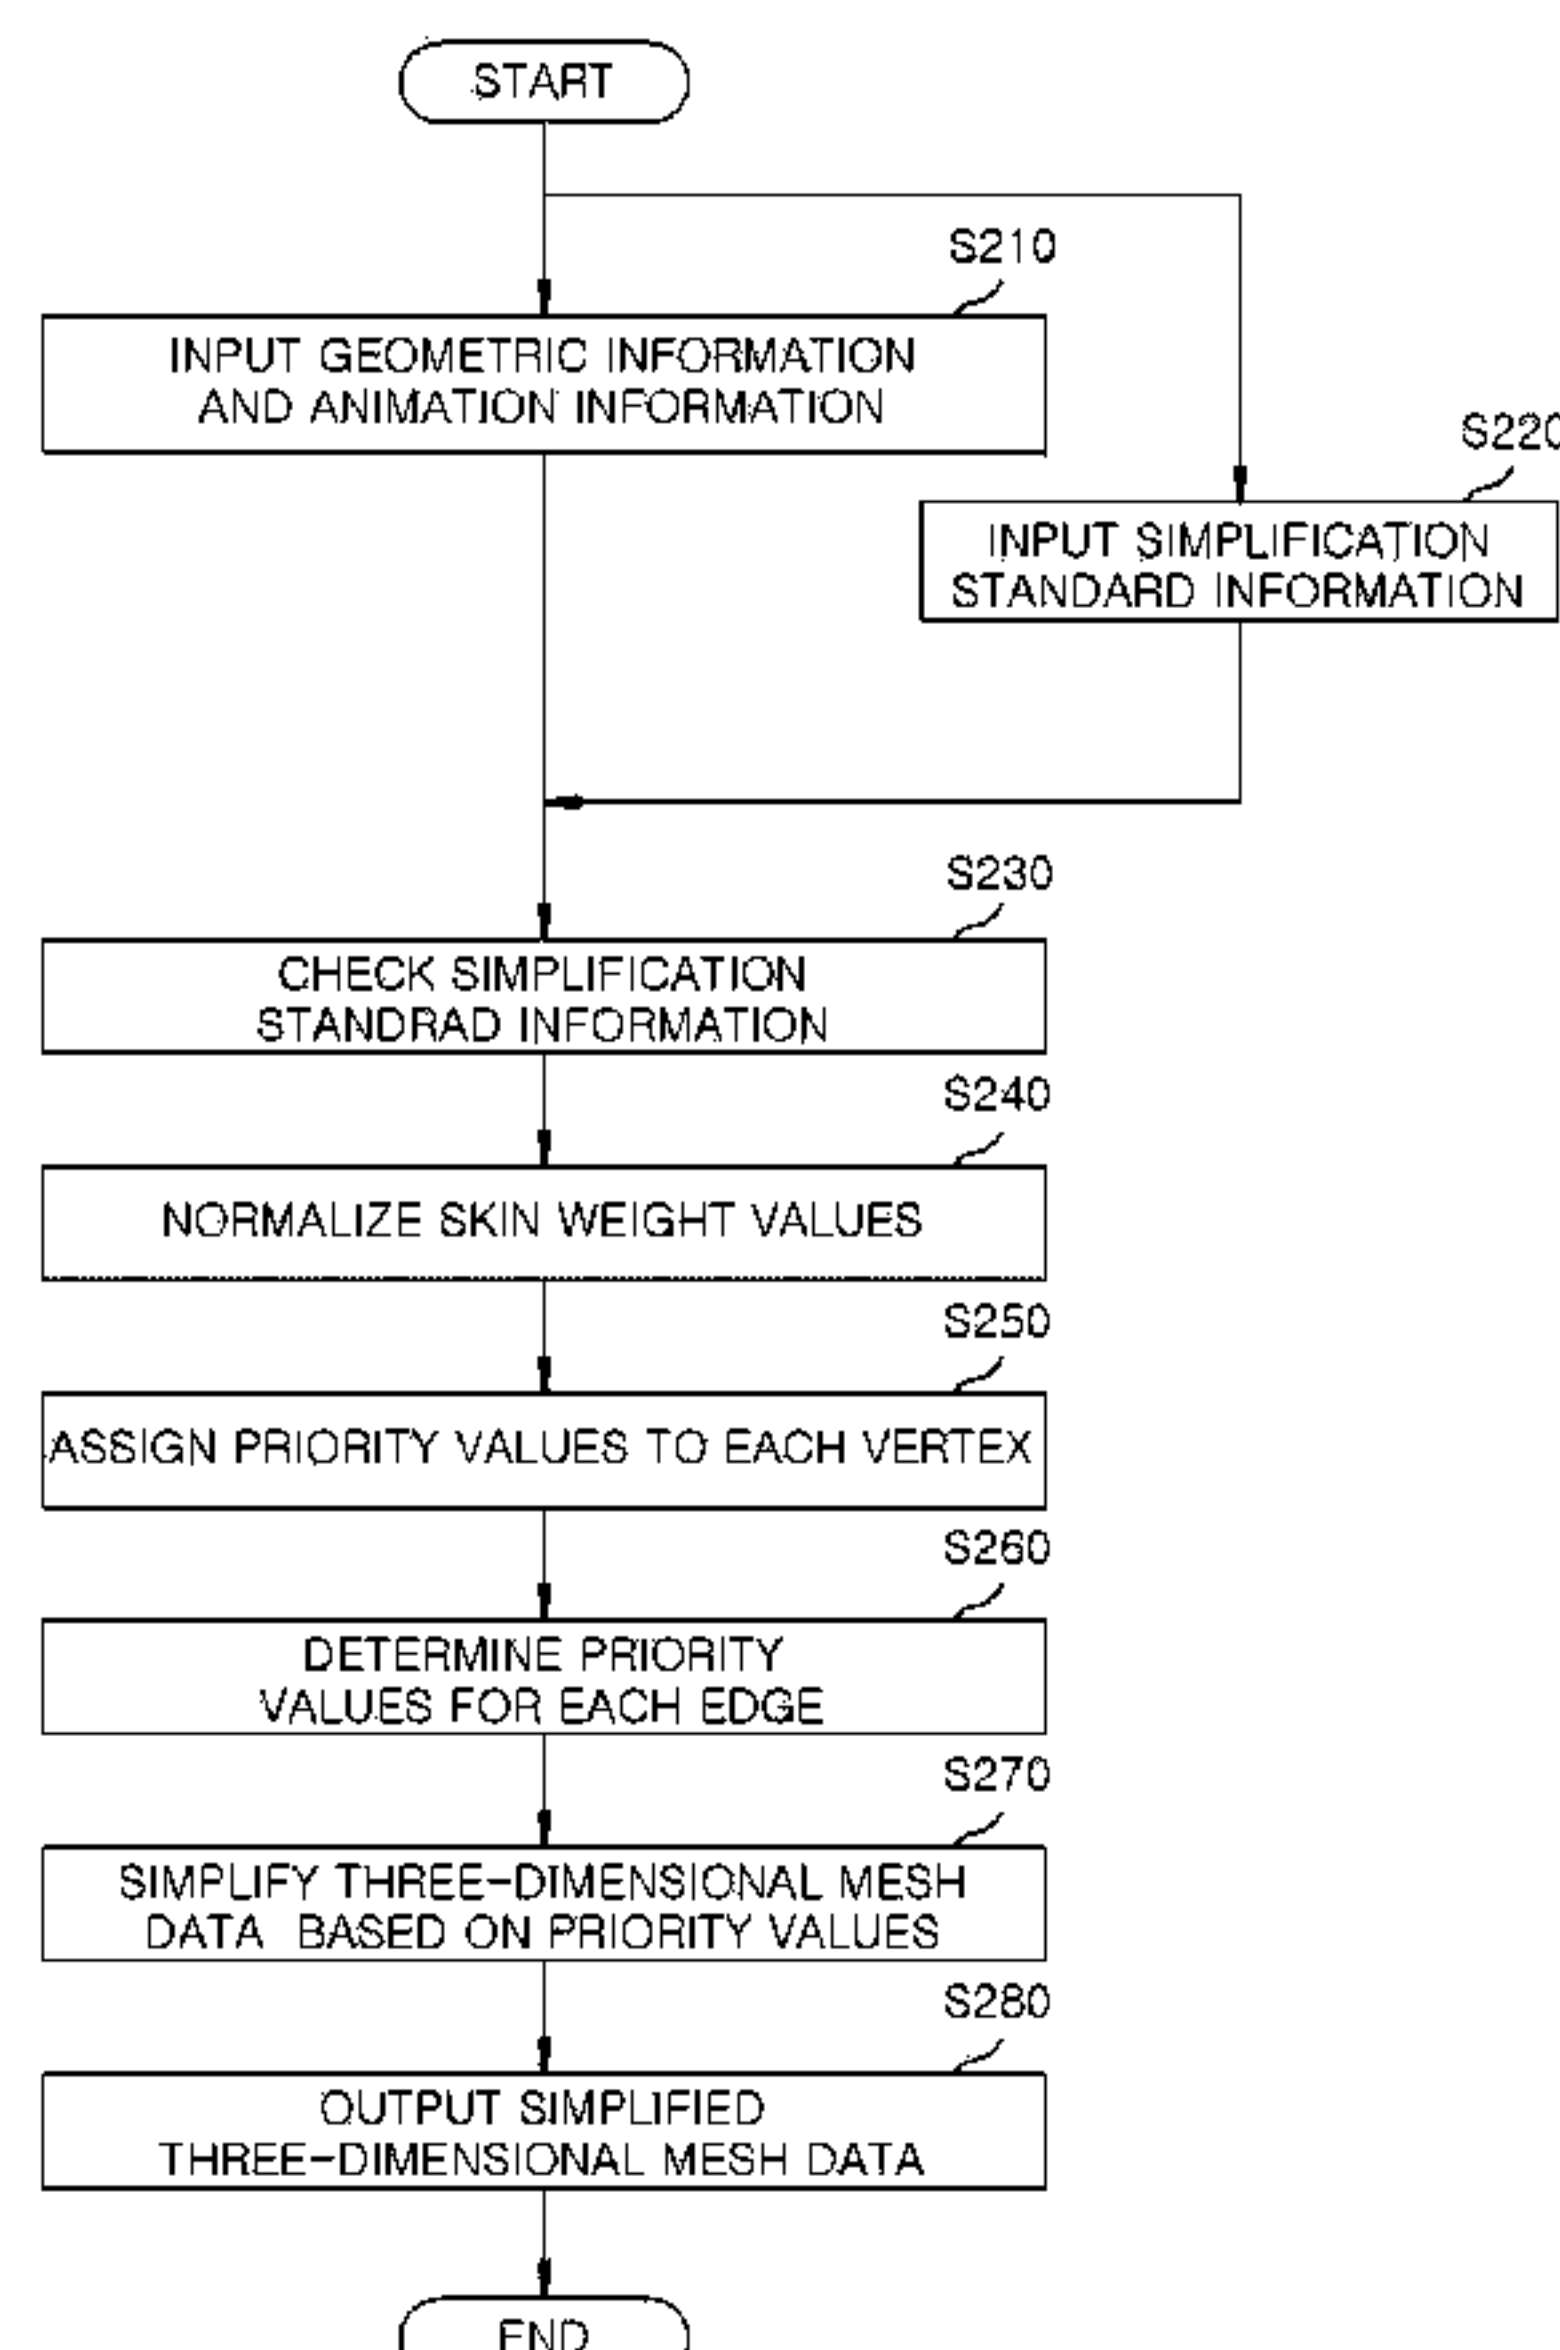 START
S210
INPUT GEOMETRIC INFORMATION
AND ANIMATION INFORMATION
S220
INPUT SIMPLIFICATION
STANDARD INFORMATION
S230
CHECK SIMPLIFICATION
STANDRAD INFORMATION
S240
NORMALIZE SKIN WEIGHT VALUES
S250
ASSIGN PRIORITY VALUES TO EACH VERTEX
S260
DETERMINE PRIORITY
VALUES FOR EACH EDGE
S270
SIMPLIFY THREE-DIMENSIONAL MESH
DATA BASED ON PRIORITY VALUES
S280
OUTPUT SIMPLIFIED
THREE-DIMENSIONAL MESH DATA
END